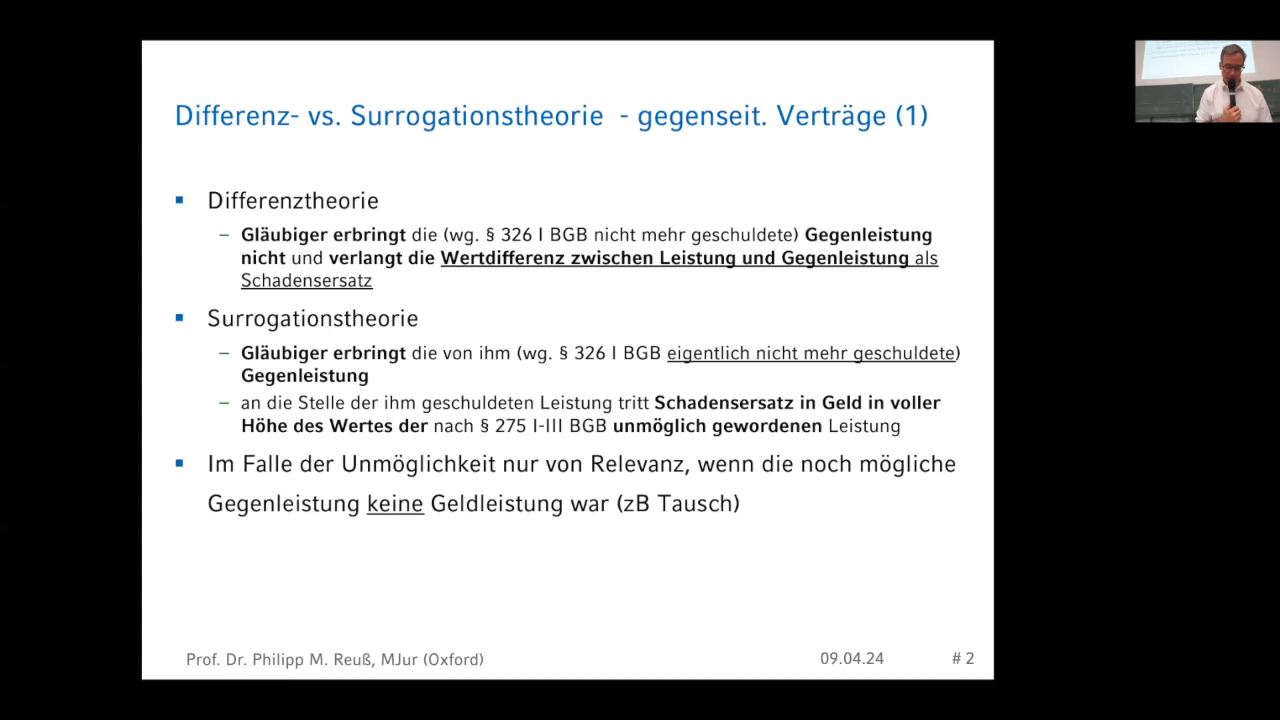 Differenz- vs. Surrogationstheorie - gegenseit. Verträge (1)
Differenztheorie
– Gläubiger erbringt die (wg. § 326 I BGB nicht mehr geschuldete) Gegenleistung
nicht und verlangt die Wertdifferenz zwischen Leistung und Gegenleistung als
Schadensersatz
Surrogationstheorie
– Gläubiger erbringt die von ihm (wg. § 326 I BGB eigentlich nicht mehr geschuldete)
Gegenleistung
– an die Stelle der ihm geschuldeten Leistung tritt Schadensersatz in Geld in voller
Höhe des Wertes der nach § 275 I-III BGB unmöglich gewordenen Leistung
Im Falle der Unmöglichkeit nur von Relevanz, wenn die noch mögliche
Gegenleistung keine Geldleistung war (zB Tausch)
Prof. Dr. Philipp M. Reuß, MJur (Oxford)
09.04.24
# 2